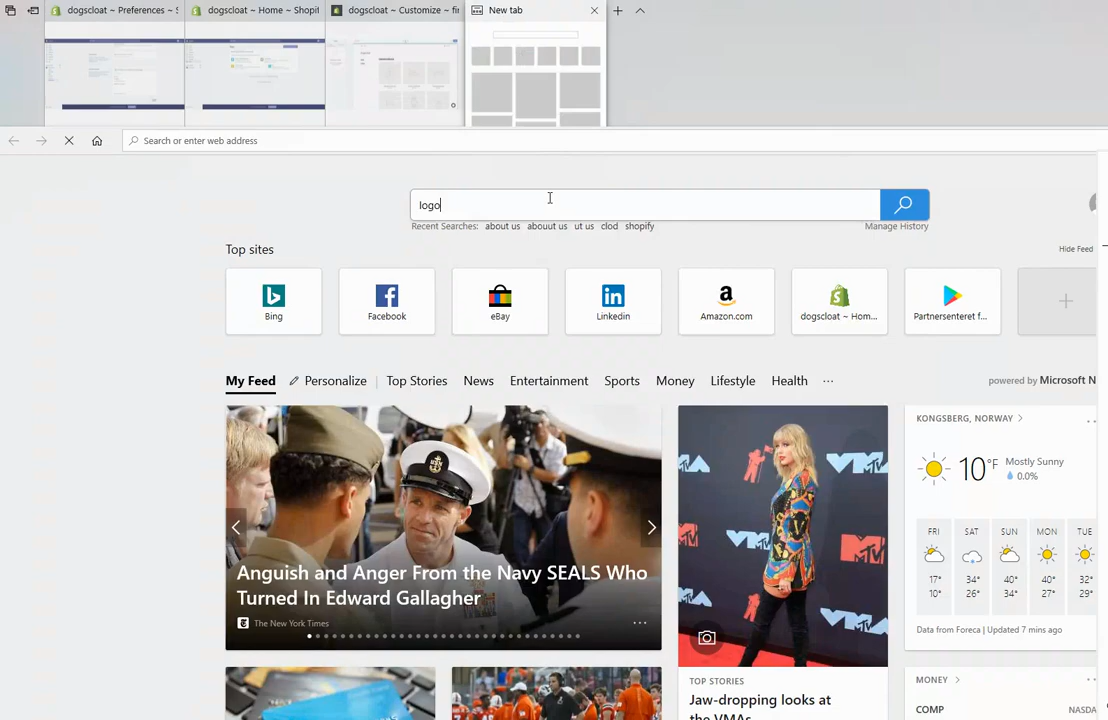 dogscloat ~ Preferences ~ S
dogscloat ~ Home ~ Shopif
dogscloat ~ Customize ~ fi
New tab
Search or enter web address
logo
Recent Searches: about us abouut us ut us clod shopify
Manage History
Top sites
Hide Feed
Bing
Facebook
eBay
Linkedin
Amazon.com
dogscloat ~ Hom...
Partnersenteret f...
My Feed
Personalize
Top Stories
News
Entertainment
Sports
Money
Lifestyle
Health
powered by Microsoft N
KONGSBERG, NORWAY
10°F
Mostly Sunny
0.0%
FRI SAT SUN MON TUE
17° 34° 40° 40° 32°
10° 26° 34° 27° 29°
Data from Foreca | Updated 7 mins ago
Anguish and Anger From the Navy SEALS Who
Turned In Edward Gallagher
The New York Times
TOP STORIES
Jaw-dropping looks at
the VMAs
MONEY
COMP
NASDA